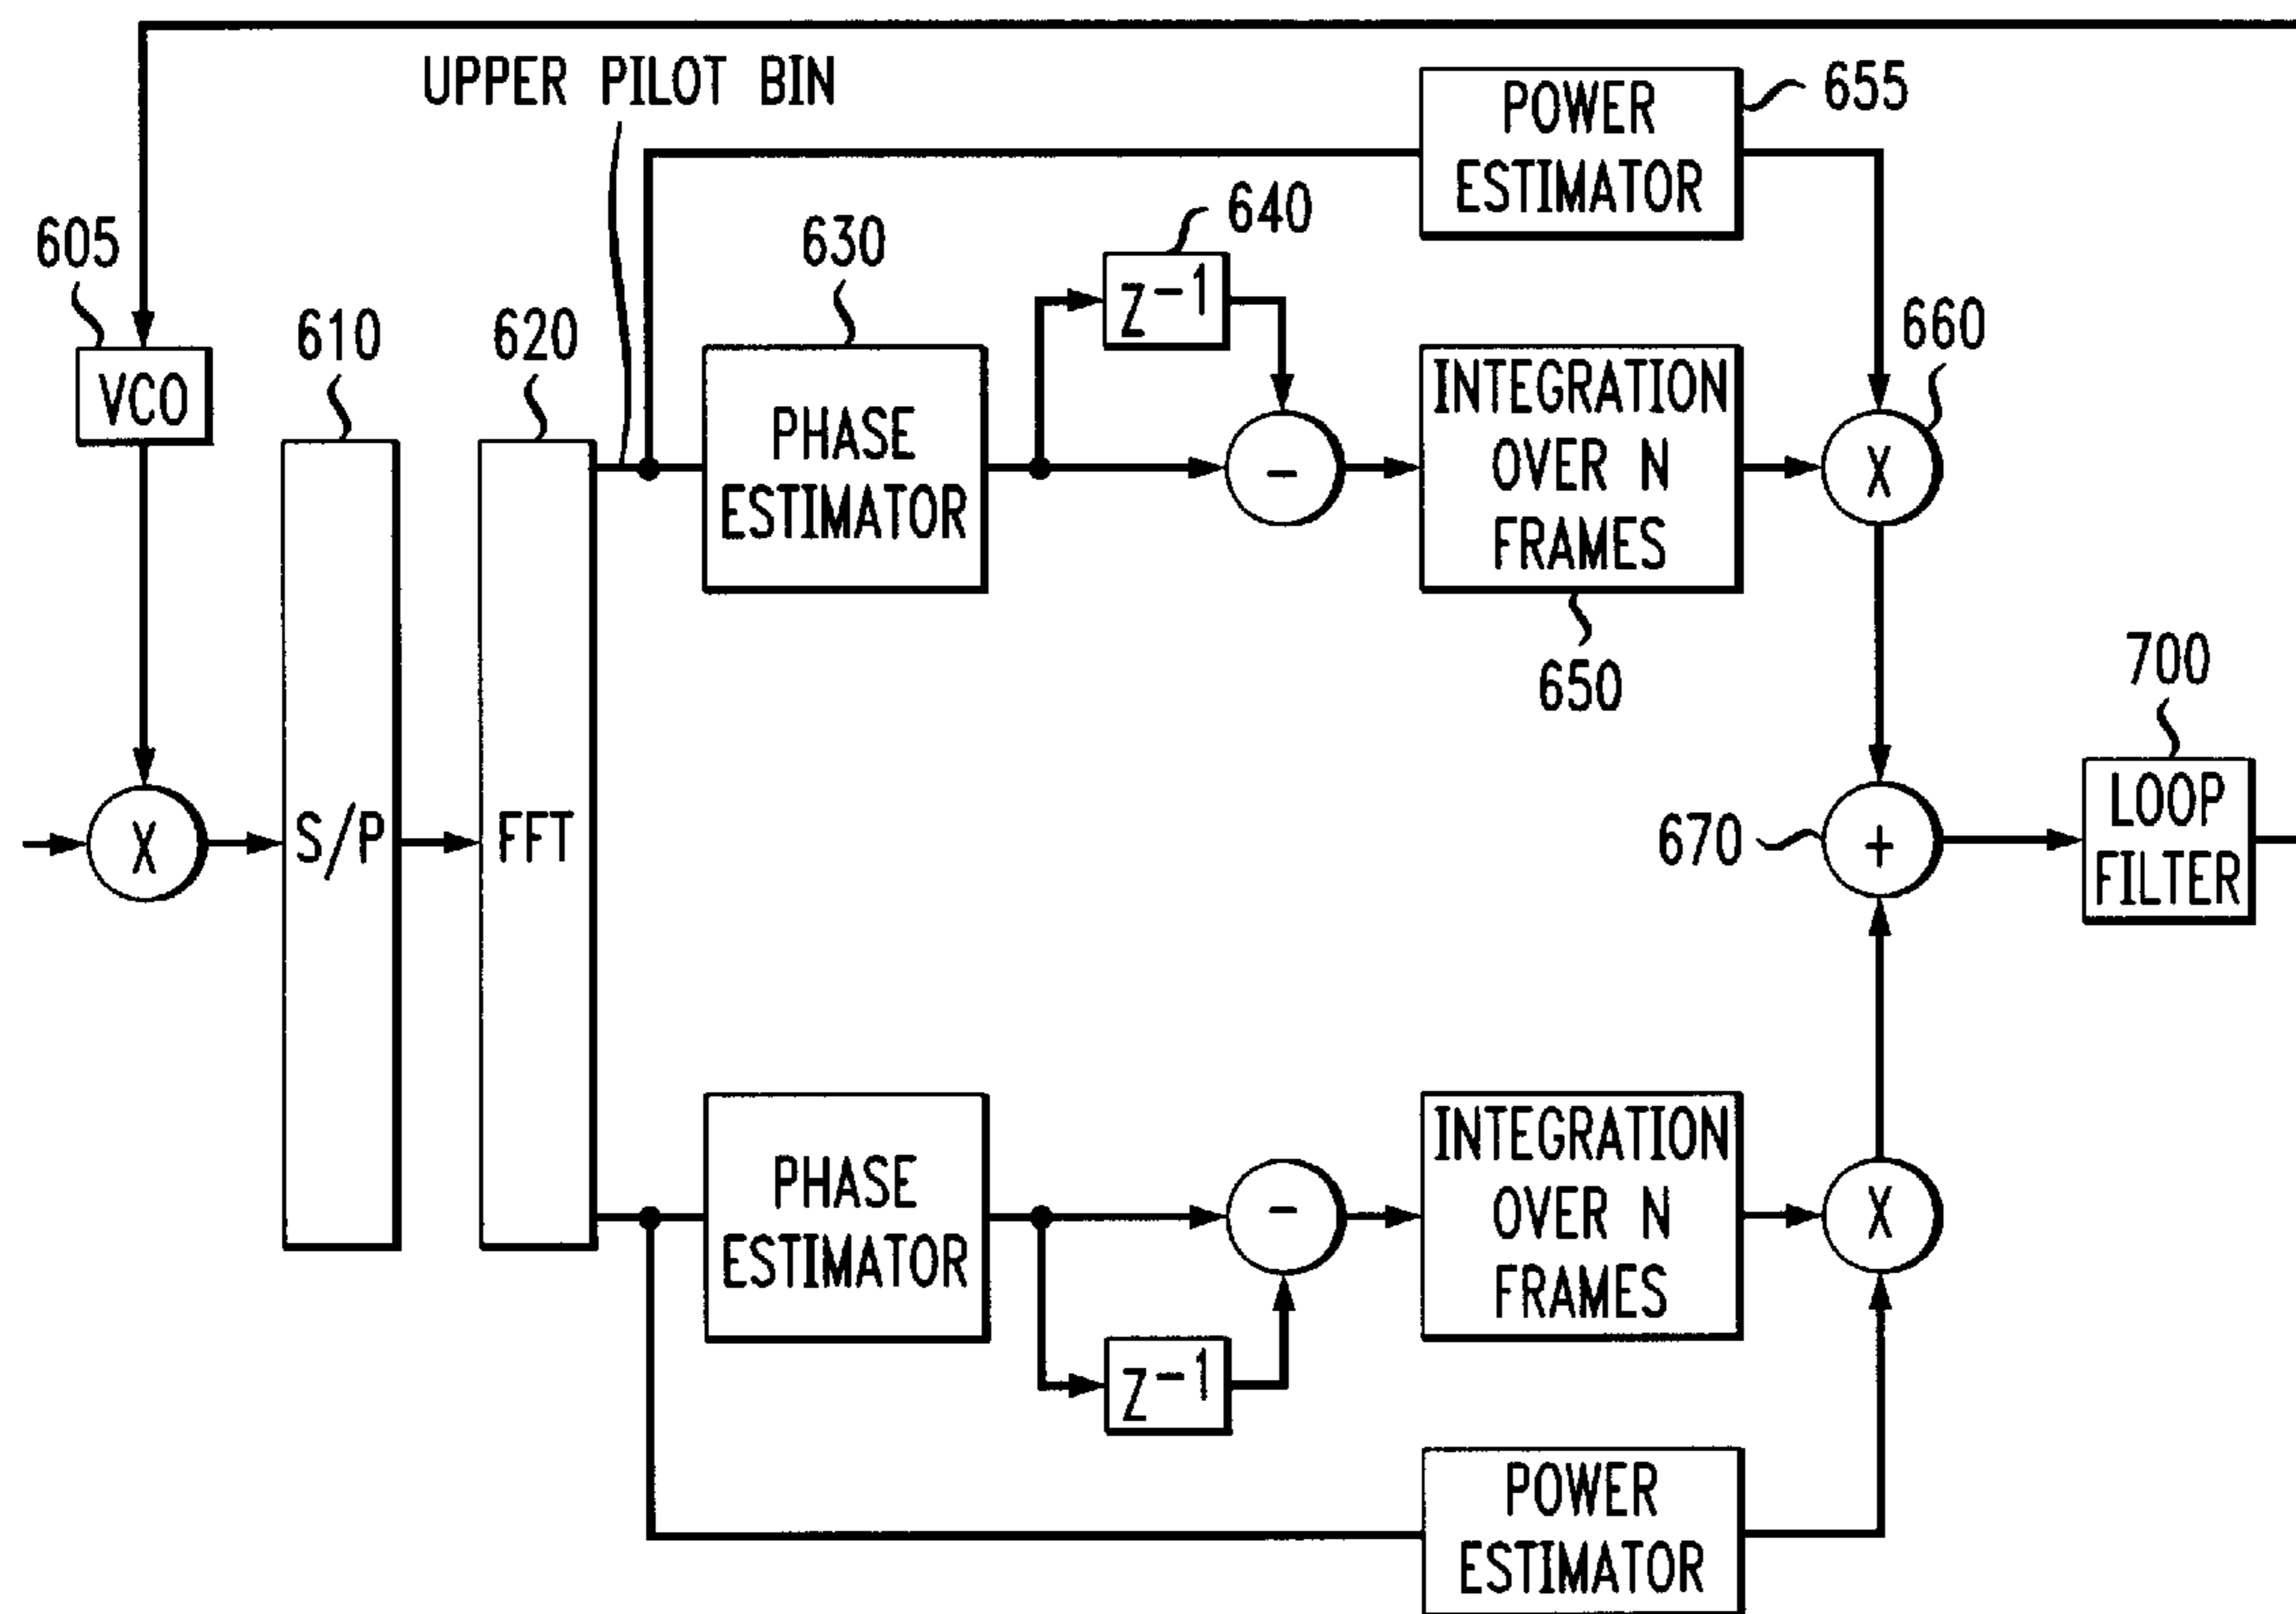 UPPER PILOT BIN
POWER
ESTIMATOR
655
605
VCO
610
S/P
620
FFT
630
PHASE
ESTIMATOR
640
Z⁻¹
-
INTEGRATION
OVER N
FRAMES
650
660
X
X
670
+
700
LOOP
FILTER
PHASE
ESTIMATOR
Z⁻¹
-
INTEGRATION
OVER N
FRAMES
X
POWER
ESTIMATOR